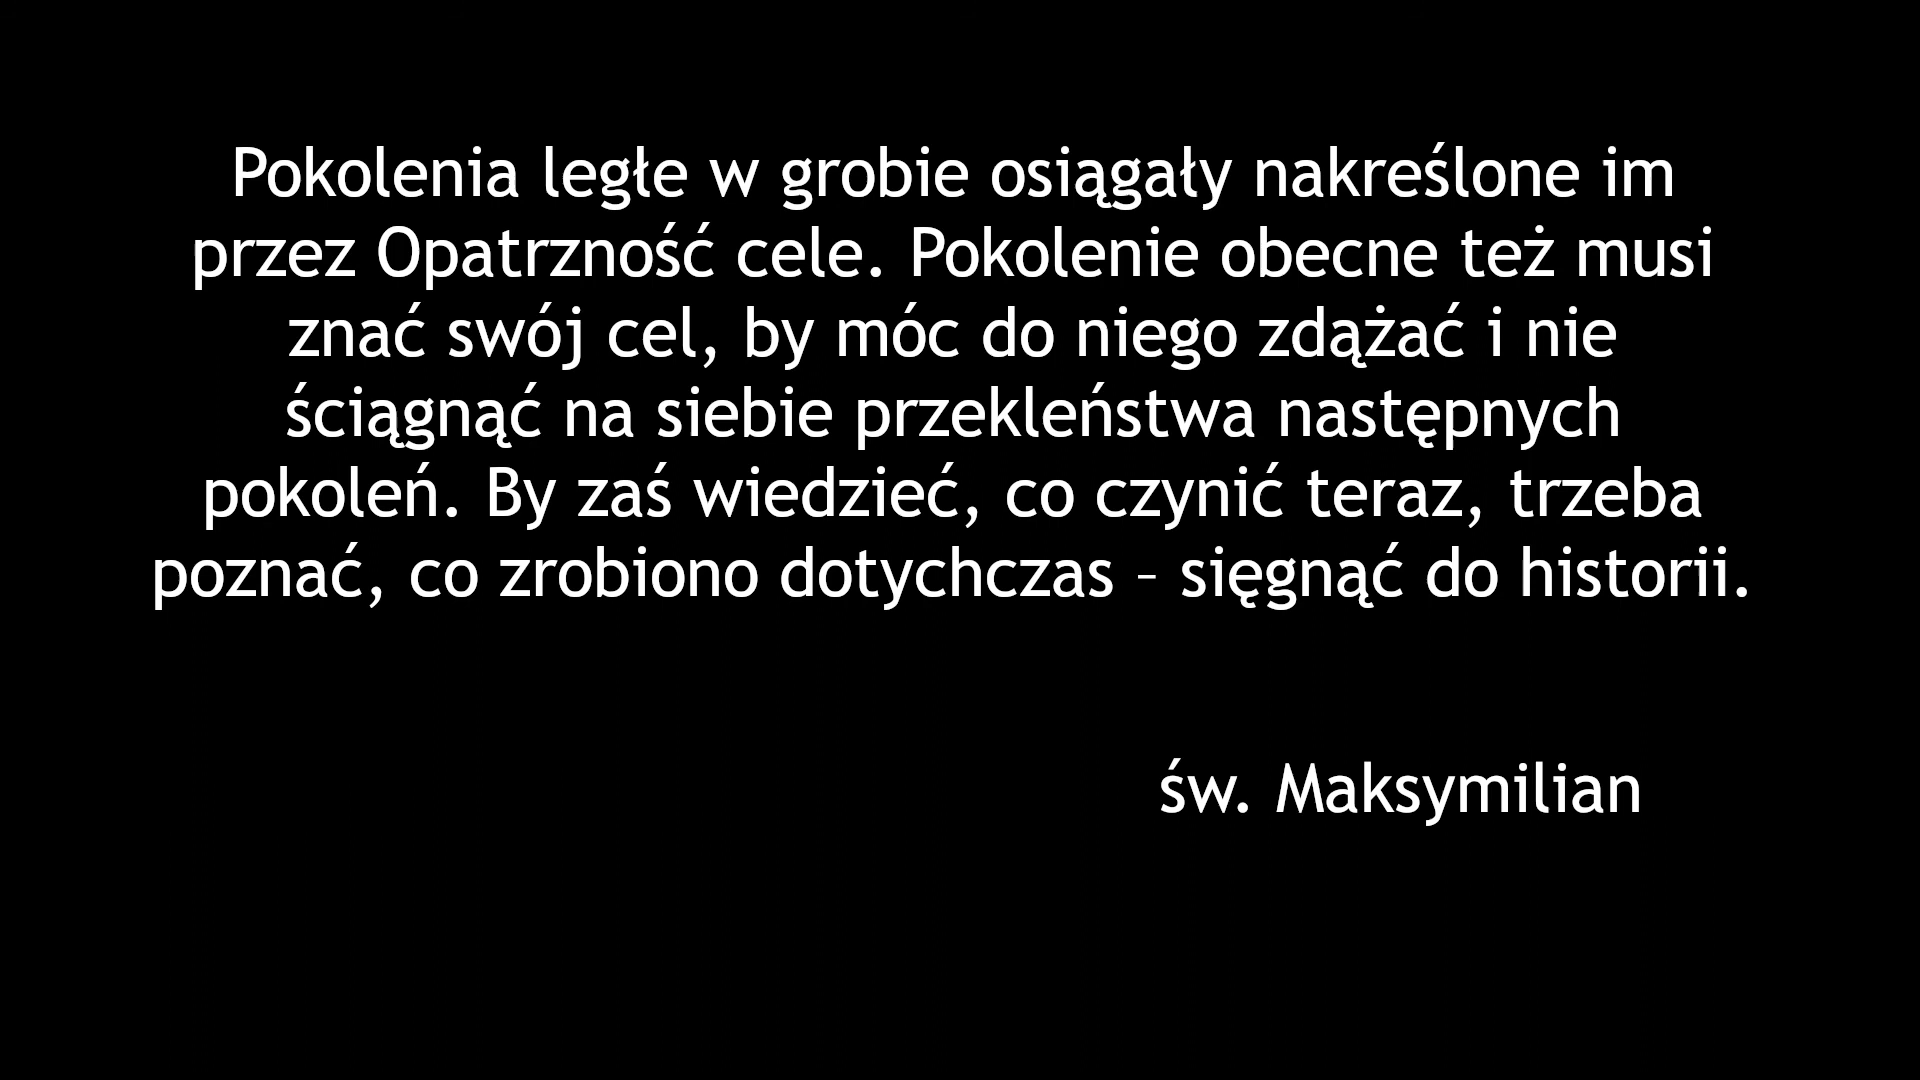 Pokolenia ległe w grobie osiągały nakreślone im
przez Opatrzność cele. Pokolenie obecne też musi
znać swój cel, by móc do niego zdążać i nie
ściągnąć na siebie przekleństwa następnych
pokoleń. By zaś wiedzieć, co czynić teraz, trzeba
poznać, co zrobiono dotychczas – sięgnąć do historii.
św. Maksymilian